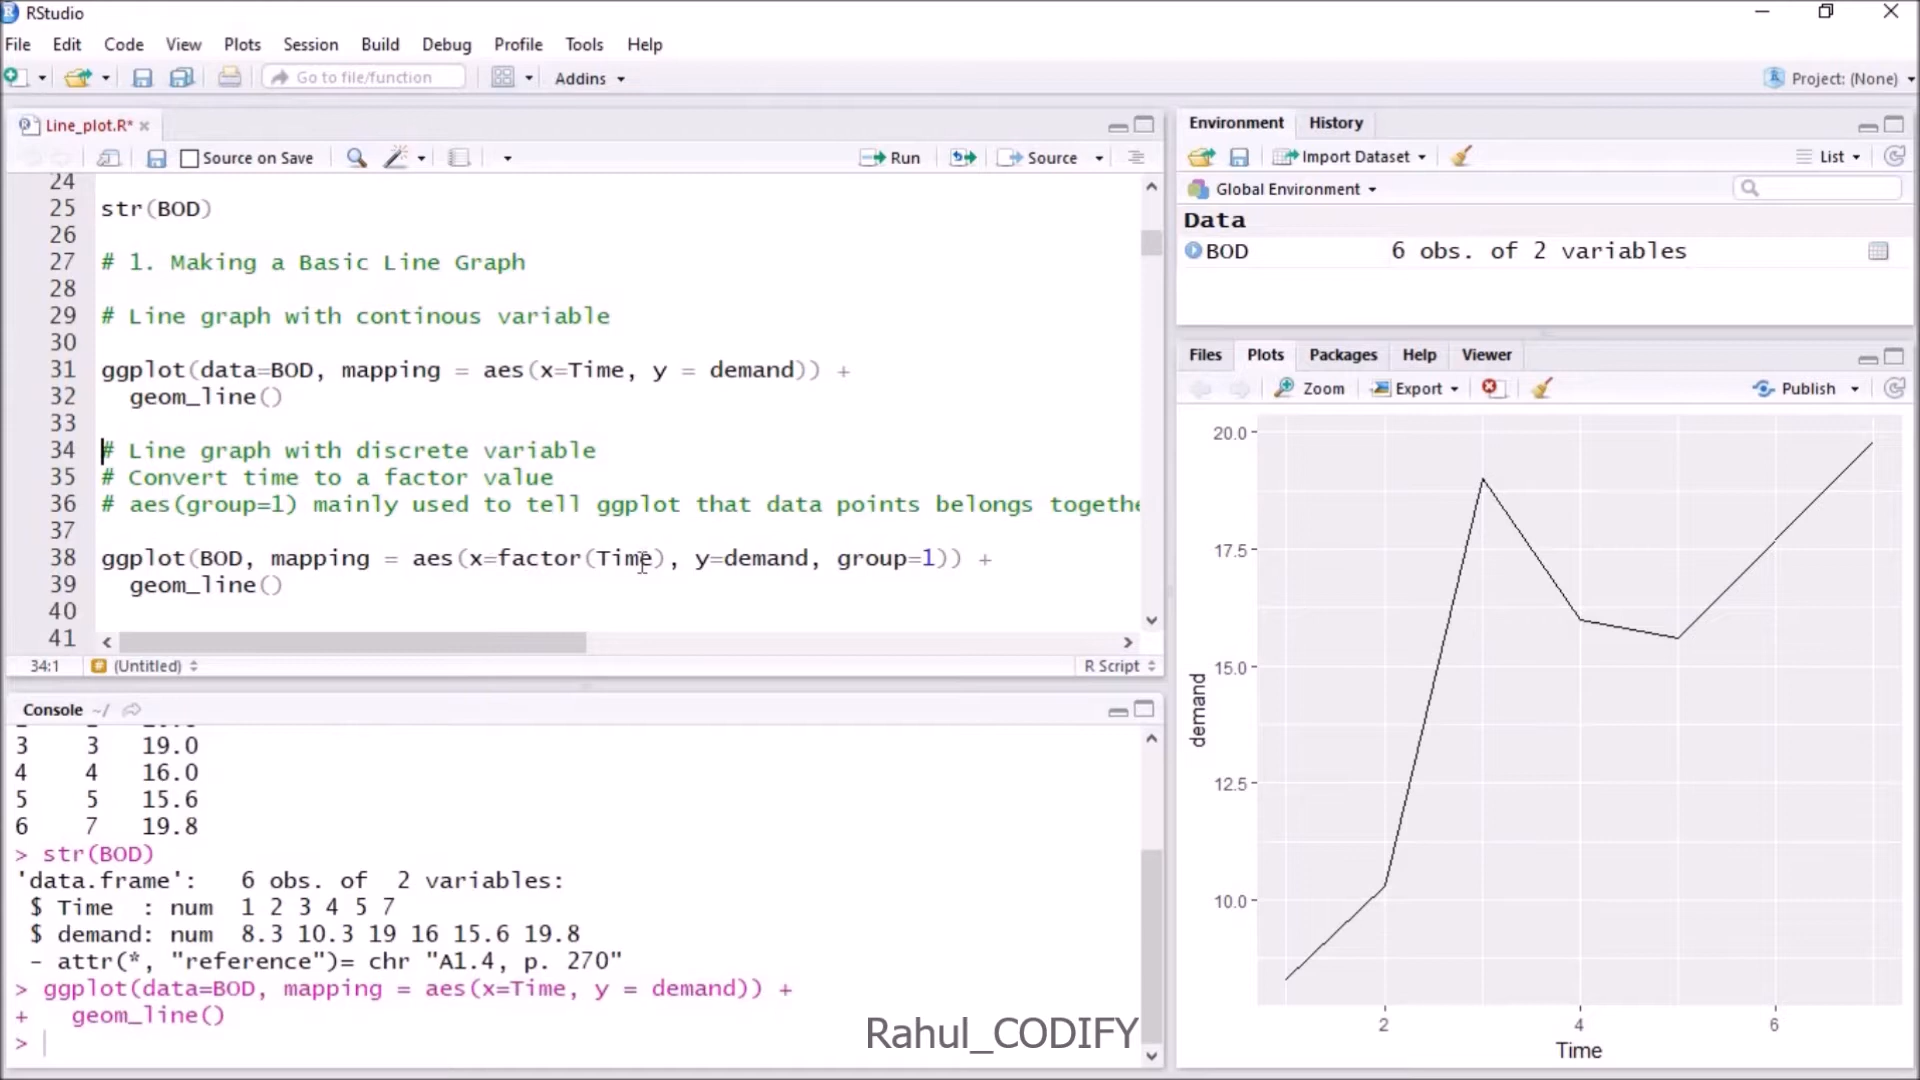 RStudio
File Edit Code View Plots Session Build Debug Profile Tools Help
Go to file/function Addins Project: (None)
Line_plot.R*
Source on Save Run Source
24
25 str(BOD)
26
27 # 1. Making a Basic Line Graph
28
29 # Line graph with continous variable
30
31 ggplot(data=BOD, mapping = aes(x=Time, y = demand)) +
32 geom_line()
33
34 # Line graph with discrete variable
35 # Convert time to a factor value
36 # aes(group=1) mainly used to tell ggplot that data points belongs togethe
37
38 ggplot(BOD, mapping = aes(x=factor(Time), y=demand, group=1)) +
39 geom_line()
40
41
34:1 (Untitled) R Script
Console ~/
3 3 19.0
4 4 16.0
5 5 15.6
6 7 19.8
> str(BOD)
'data.frame': 6 obs. of 2 variables:
$ Time : num 1 2 3 4 5 7
$ demand: num 8.3 10.3 19 16 15.6 19.8
- attr(*, "reference")= chr "A1.4, p. 270"
> ggplot(data=BOD, mapping = aes(x=Time, y = demand)) +
+ geom_line()
>
Rahul_CODIFY
Environment History
Import Dataset List
Global Environment
Data
BOD 6 obs. of 2 variables
Files Plots Packages Help Viewer
Zoom Export Publish
20.0
17.5
15.0
12.5
10.0
demand
2 4 6
Time